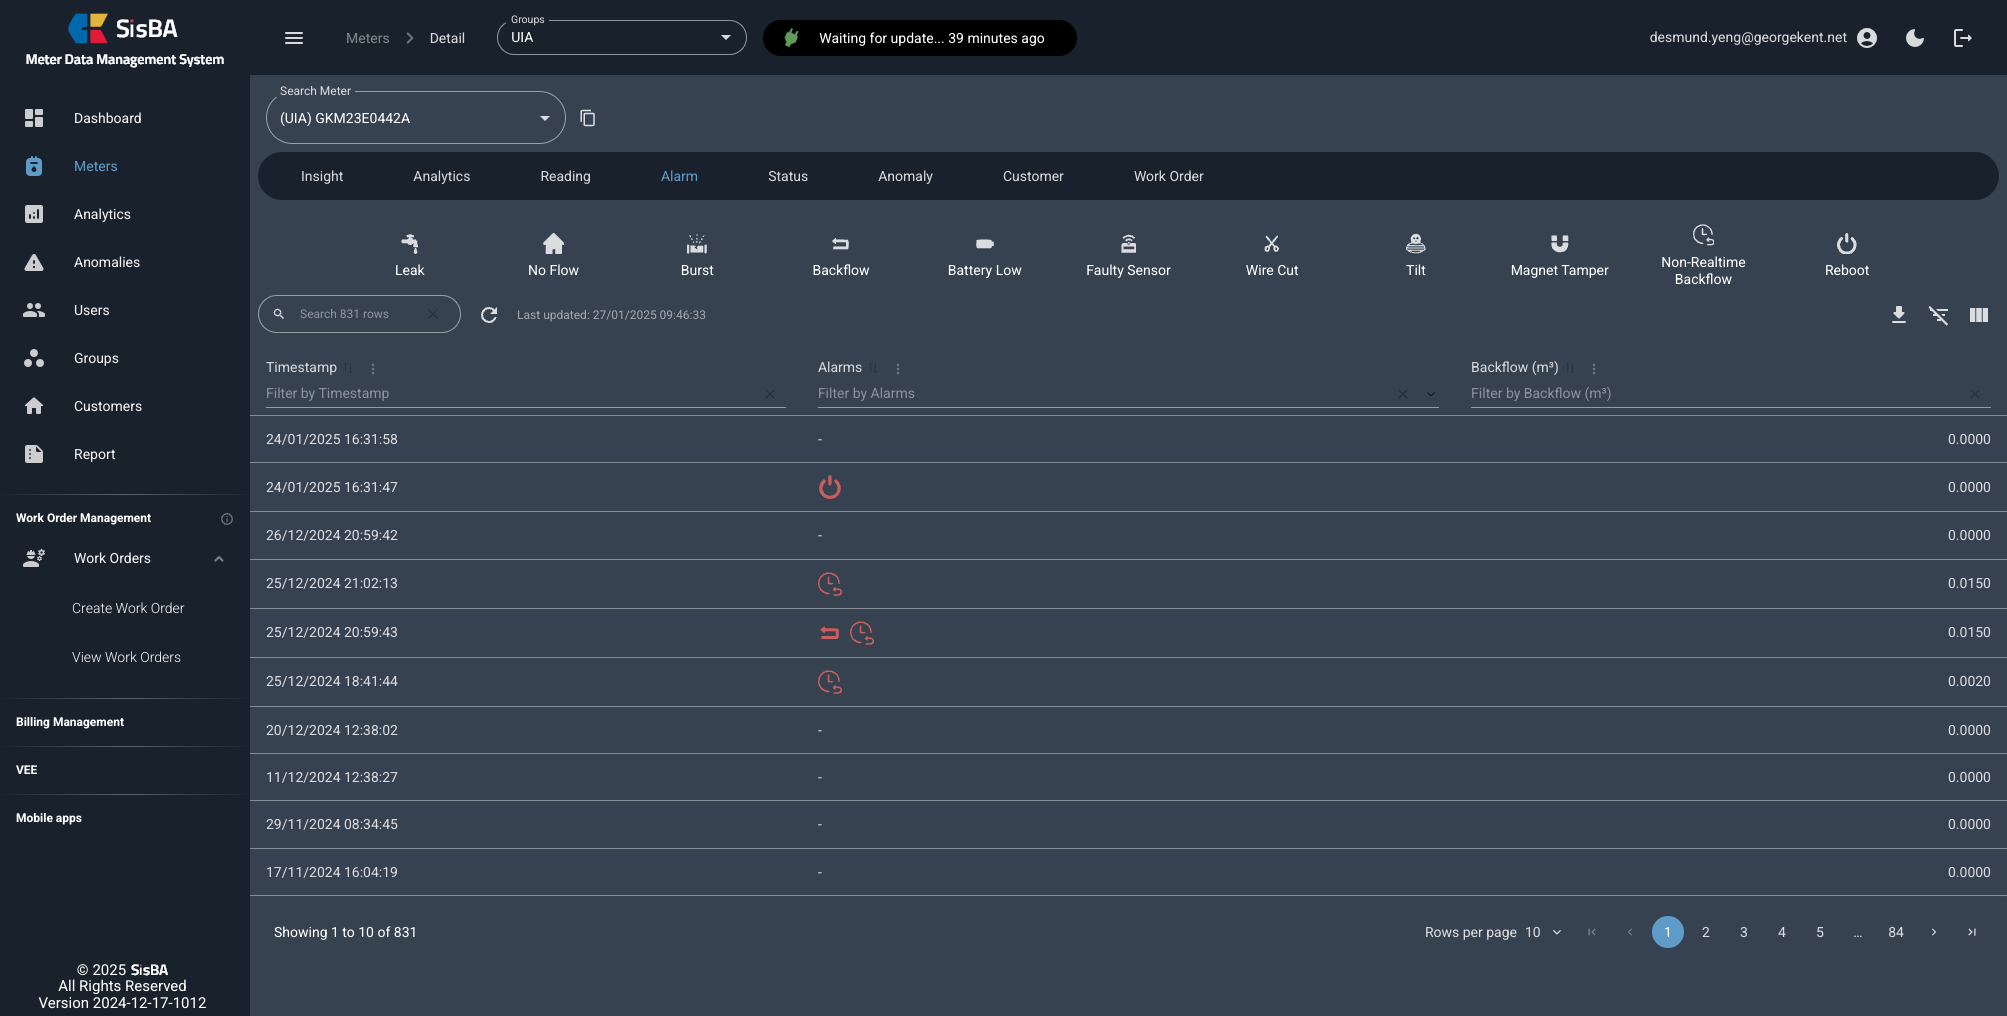 SisBA
Meter Data Management System
Meters
Detail
Groups
UIA
Waiting for update... 39 minutes ago
desmund.yeng@georgekent.net
Dashboard
Meters
Analytics
Anomalies
Users
Groups
Customers
Report
Work Order Management
Work Orders
Create Work Order
View Work Orders
Billing Management
VEE
Mobile apps
© 2025 SisBA
All Rights Reserved
Version 2024-12-17-1012
Search Meter
(UIA) GKM23E0442A
Insight Analytics Reading Alarm Status Anomaly Customer Work Order
Leak
No Flow
Burst
Backflow
Battery Low
Faulty Sensor
Wire Cut
Tilt
Magnet Tamper
Non-Realtime
Backflow
Reboot
Search 831 rows
Last updated: 27/01/2025 09:46:33
Timestamp Alarms Backflow (m³)
Filter by Timestamp Filter by Alarms Filter by Backflow (m³)
24/01/2025 16:31:58 - 0.0000
24/01/2025 16:31:47 0.0000
26/12/2024 20:59:42 - 0.0000
25/12/2024 21:02:13 0.0150
25/12/2024 20:59:43 0.0150
25/12/2024 18:41:44 0.0020
20/12/2024 12:38:02 - 0.0000
11/12/2024 12:38:27 - 0.0000
29/11/2024 08:34:45 - 0.0000
17/11/2024 16:04:19 - 0.0000
Showing 1 to 10 of 831
Rows per page 10
1 2 3 4 5 ... 84